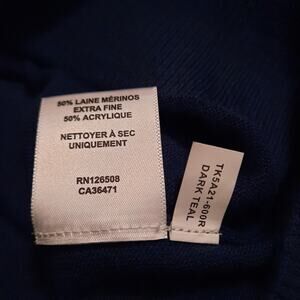 50% LAINE MÉRINOS
EXTRA FINE
50% ACRYLIQUE
NETTOYER À SEC
UNIQUEMENT
RN126508
CA36471
TK5A21-600R
DARK TEAL